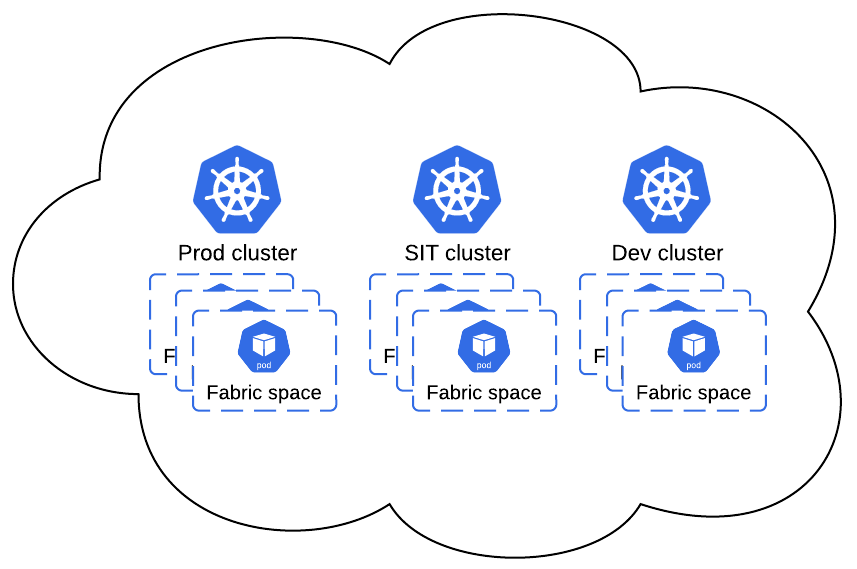 Prod cluster
SIT cluster
Dev cluster
F
F
F
pod
pod
pod
Fabric space
Fabric space
Fabric space